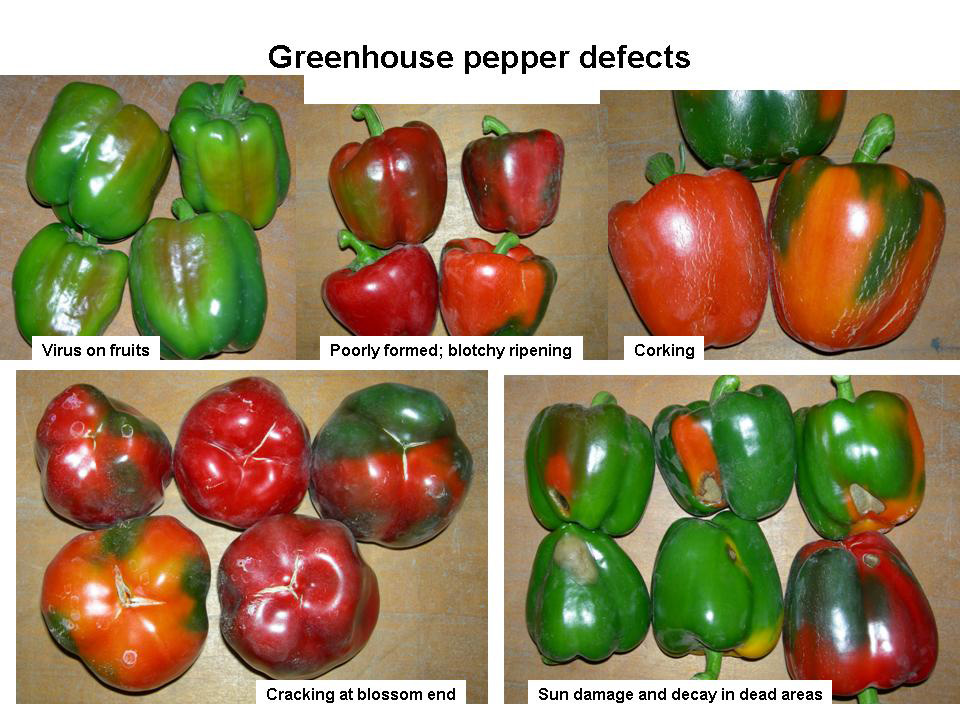 Greenhouse pepper defects
Virus on fruits
Poorly formed; blotchy ripening
Corking
Cracking at blossom end
Sun damage and decay in dead areas